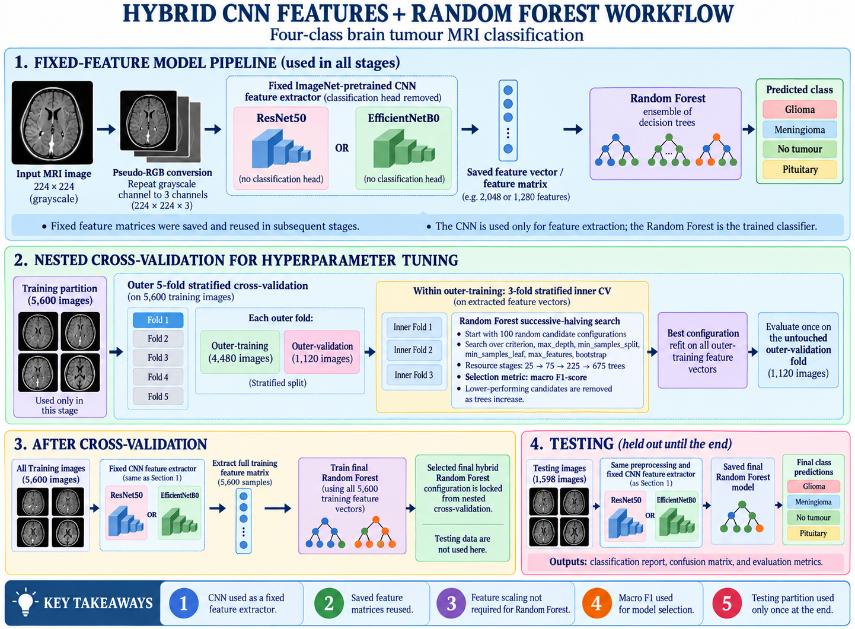 HYBRID CNN FEATURES + RANDOM FOREST WORKFLOW
Four-class brain tumour MRI classification
1. FIXED-FEATURE MODEL PIPELINE (used in all stages)
Input MRI image
224 × 224
(grayscale)
Pseudo-RGB conversion
Repeat grayscale
channel to 3 channels
(224 × 224 × 3)
Fixed ImageNet-pretrained CNN
feature extractor (classification head removed)
ResNet50
(no classification head)
OR
EfficientNetB0
(no classification head)
Saved feature vector /
feature matrix
(e.g. 2,048 or 1,280 features)
Random Forest
ensemble of
decision trees
...
Predicted class
Glioma
Meningioma
No tumour
Pituitary
• Fixed feature matrices were saved and reused in subsequent stages.
• The CNN is used only for feature extraction; the Random Forest is the trained classifier.
2. NESTED CROSS-VALIDATION FOR HYPERPARAMETER TUNING
Training partition
(5,600 images)
Used only in
this stage
Outer 5-fold stratified cross-validation
(on 5,600 training images)
Fold 1
Fold 2
Fold 3
Fold 4
Fold 5
Each outer fold:
Outer-training
(4,480 images)
Outer-validation
(1,120 images)
(Stratified split)
Within outer-training: 3-fold stratified inner CV
(on extracted feature vectors)
Inner Fold 1
Inner Fold 2
Inner Fold 3
Random Forest successive-halving search
• Start with 100 random candidate configurations
• Search over criterion, max_depth, min_samples_split,
min_samples_leaf, max_features, bootstrap
• Resource stages: 25 → 75 → 225 → 675 trees
• Selection metric: macro F1-score
• Lower-performing candidates are removed
as trees increase.
Best configuration
refit on all outer-
training feature
vectors
Evaluate once on
the untouched
outer-validation
fold
(1,120 images)
3. AFTER CROSS-VALIDATION
All Training images
(5,600 images)
Fixed CNN feature extractor
(same as Section 1)
ResNet50
OR
EfficientNetB0
Extract full training
feature matrix
(5,600 samples)
Train final
Random Forest
(using all 5,600
training feature
vectors)
Selected final hybrid
Random Forest
configuration is locked
from nested
cross-validation.
Testing data are
not used here.
4. TESTING (held out until the end)
Testing images
(1,598 images)
Same preprocessing and
fixed CNN feature extractor
(as Section 1)
ResNet50
OR
EfficientNetB0
Saved final
Random Forest
model
Final class
predictions
Glioma
Meningioma
No tumour
Pituitary
Outputs: classification report, confusion matrix, and evaluation metrics.
KEY TAKEAWAYS
1
CNN used as a fixed
feature extractor.
2
Saved feature
matrices reused.
3
Feature scaling not
required for Random Forest.
4
Macro F1 used
for model selection.
5
Testing partition used
only once at the end.